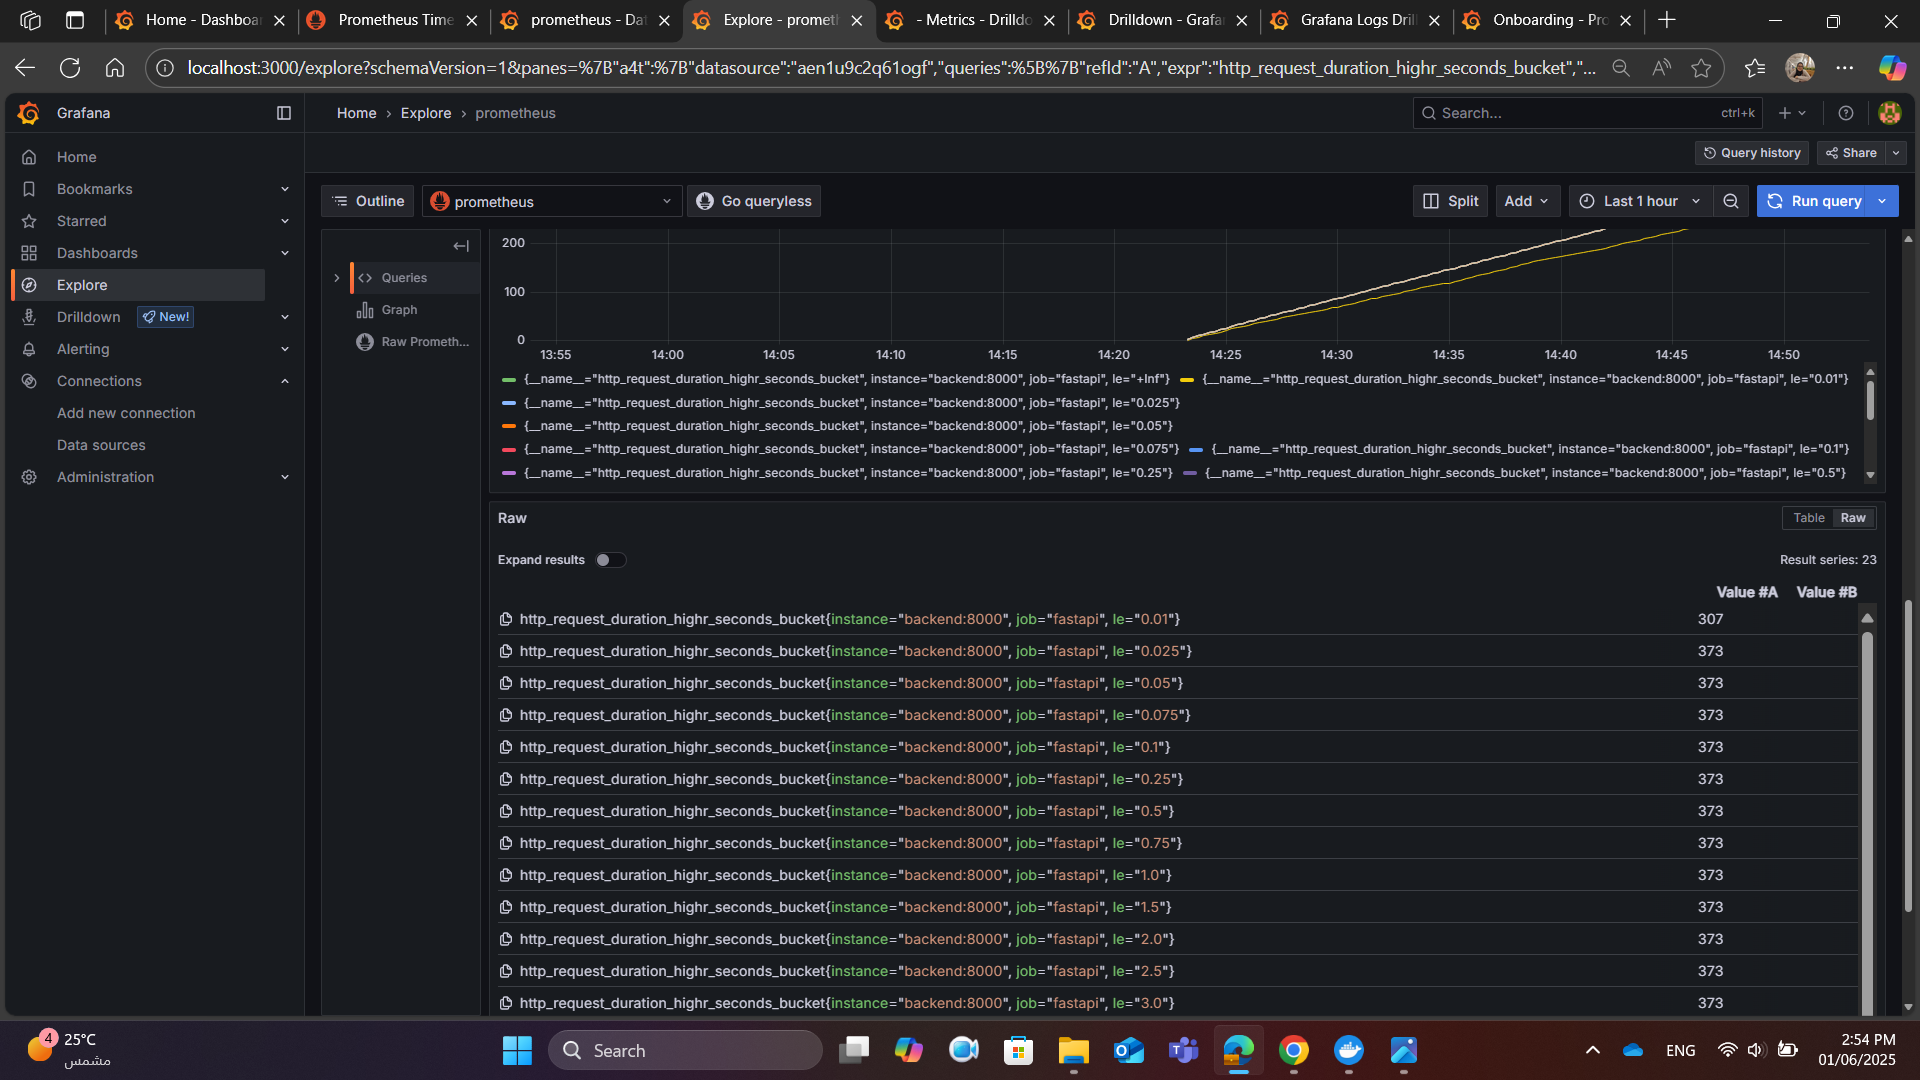 Home - Dashboar
Prometheus Time
prometheus - Dat
Explore - prometh
- Metrics - Drilldo
Drilldown - Grafan
Grafana Logs Drill
Onboarding - Pro
localhost:3000/explore?schemaVersion=1&panes=%7B"a4t":%7B"datasource":"aen1u9c2q61ogf","queries":%5B%7B"refId":"A","expr":"http_request_duration_highr_seconds_bucket","...
Grafana
Home › Explore › prometheus
Search... ctrl+k
Query history
Share
Home
Bookmarks
Starred
Dashboards
Explore
Drilldown New!
Alerting
Connections
Add new connection
Data sources
Administration
Outline
prometheus
Go queryless
Split
Add
Last 1 hour
Run query
Queries
Graph
Raw Prometh...
200
100
0
13:55 14:00 14:05 14:10 14:15 14:20 14:25 14:30 14:35 14:40 14:45 14:50
{__name__="http_request_duration_highr_seconds_bucket", instance="backend:8000", job="fastapi", le="+Inf"} {__name__="http_request_duration_highr_seconds_bucket", instance="backend:8000", job="fastapi", le="0.01"}
{__name__="http_request_duration_highr_seconds_bucket", instance="backend:8000", job="fastapi", le="0.025"}
{__name__="http_request_duration_highr_seconds_bucket", instance="backend:8000", job="fastapi", le="0.05"}
{__name__="http_request_duration_highr_seconds_bucket", instance="backend:8000", job="fastapi", le="0.075"} {__name__="http_request_duration_highr_seconds_bucket", instance="backend:8000", job="fastapi", le="0.1"}
{__name__="http_request_duration_highr_seconds_bucket", instance="backend:8000", job="fastapi", le="0.25"} {__name__="http_request_duration_highr_seconds_bucket", instance="backend:8000", job="fastapi", le="0.5"}
Raw
Table Raw
Expand results
Result series: 23
Value #A Value #B
http_request_duration_highr_seconds_bucket{instance="backend:8000", job="fastapi", le="0.01"} 307
http_request_duration_highr_seconds_bucket{instance="backend:8000", job="fastapi", le="0.025"} 373
http_request_duration_highr_seconds_bucket{instance="backend:8000", job="fastapi", le="0.05"} 373
http_request_duration_highr_seconds_bucket{instance="backend:8000", job="fastapi", le="0.075"} 373
http_request_duration_highr_seconds_bucket{instance="backend:8000", job="fastapi", le="0.1"} 373
http_request_duration_highr_seconds_bucket{instance="backend:8000", job="fastapi", le="0.25"} 373
http_request_duration_highr_seconds_bucket{instance="backend:8000", job="fastapi", le="0.5"} 373
http_request_duration_highr_seconds_bucket{instance="backend:8000", job="fastapi", le="0.75"} 373
http_request_duration_highr_seconds_bucket{instance="backend:8000", job="fastapi", le="1.0"} 373
http_request_duration_highr_seconds_bucket{instance="backend:8000", job="fastapi", le="1.5"} 373
http_request_duration_highr_seconds_bucket{instance="backend:8000", job="fastapi", le="2.0"} 373
http_request_duration_highr_seconds_bucket{instance="backend:8000", job="fastapi", le="2.5"} 373
http_request_duration_highr_seconds_bucket{instance="backend:8000", job="fastapi", le="3.0"} 373
4
25°C
مشمس
Search
ENG
2:54 PM
01/06/2025